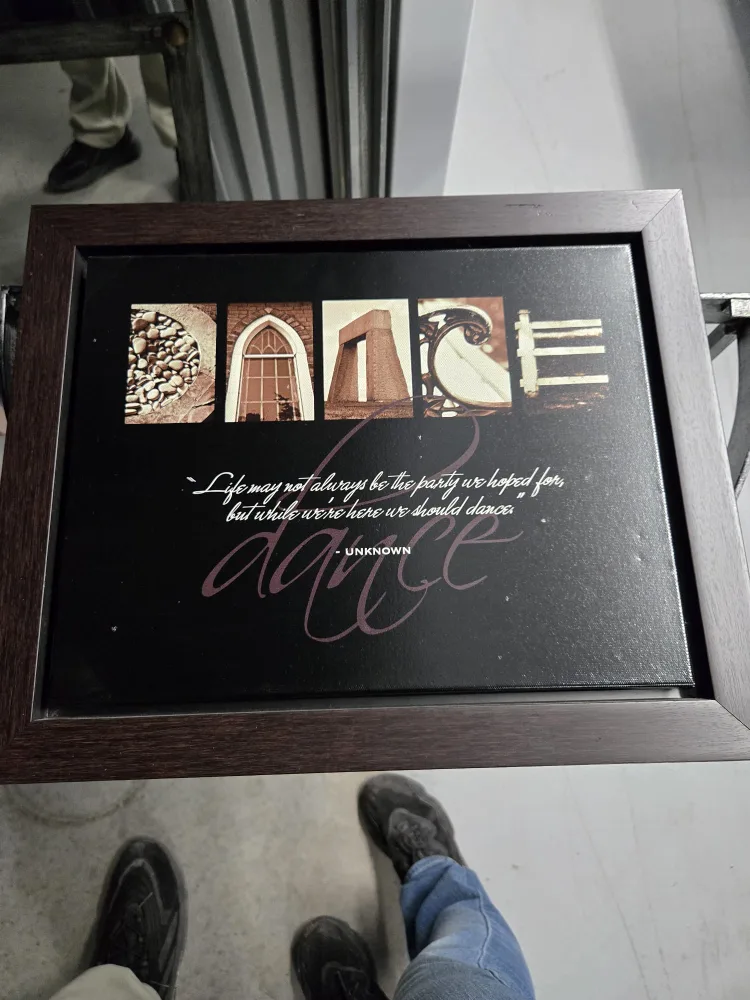 DANCE
"Life may not always be the party we hoped for,
but while we're here we should dance."
dance
- UNKNOWN